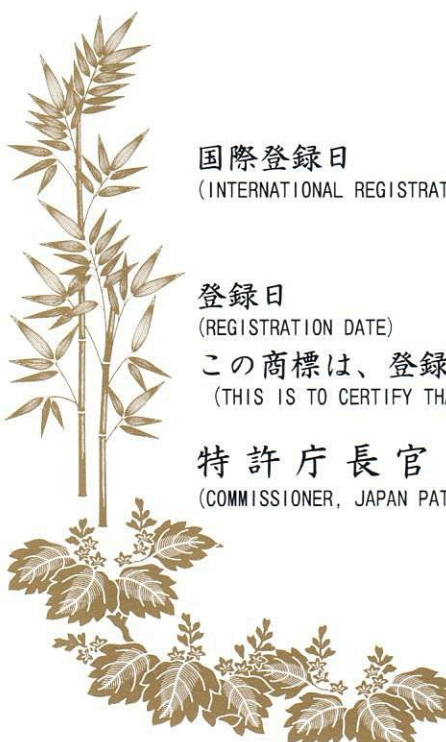 国際登録日
(INTERNATIONAL REGISTRAT
登録日
(REGISTRATION DATE)
この商標は、登録
(THIS IS TO CERTIFY THA
特許庁長官
(COMMISSIONER, JAPAN PAT